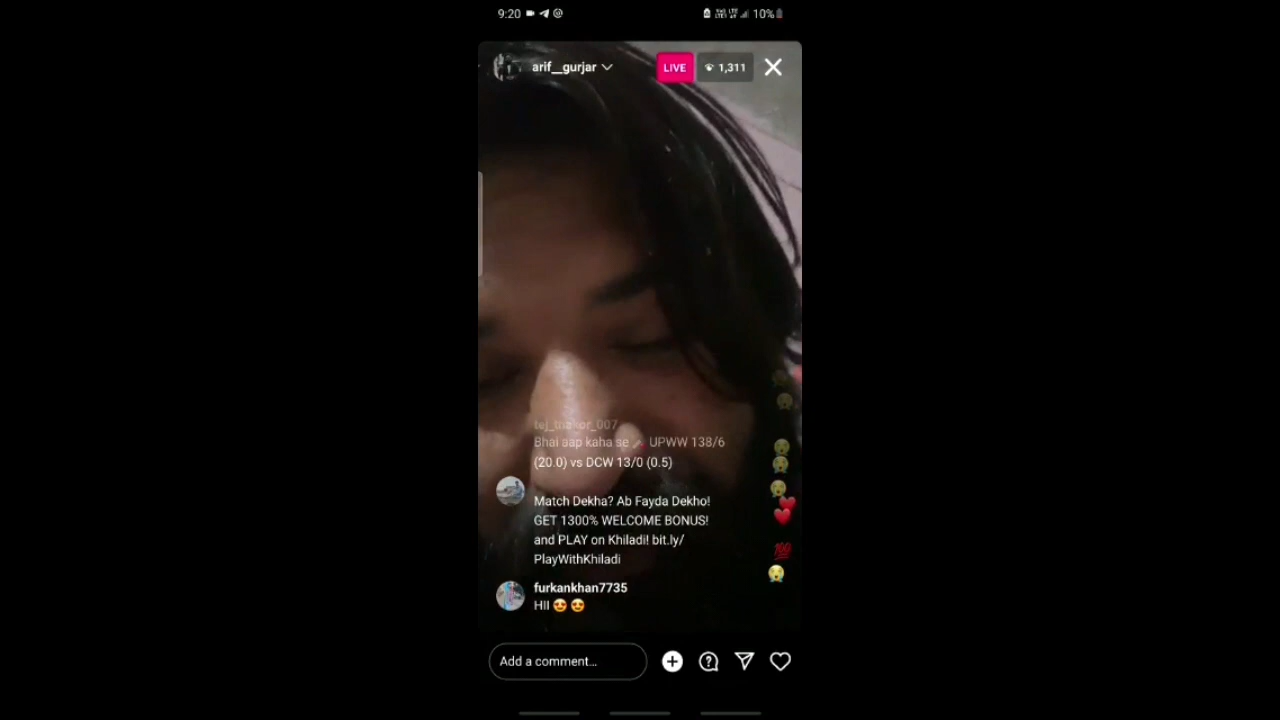 9:20
10%
arif__gurjar
LIVE
1,311
Bhai aap kaha se UPWW 138/6
(20.0) vs DCW 13/0 (0.5)
Match Dekha? Ab Fayda Dekho!
GET 1300% WELCOME BONUS!
and PLAY on Khiladi! bit.ly/
PlayWithKhiladi
furkankhan7735
HII 😍😍
Add a comment...